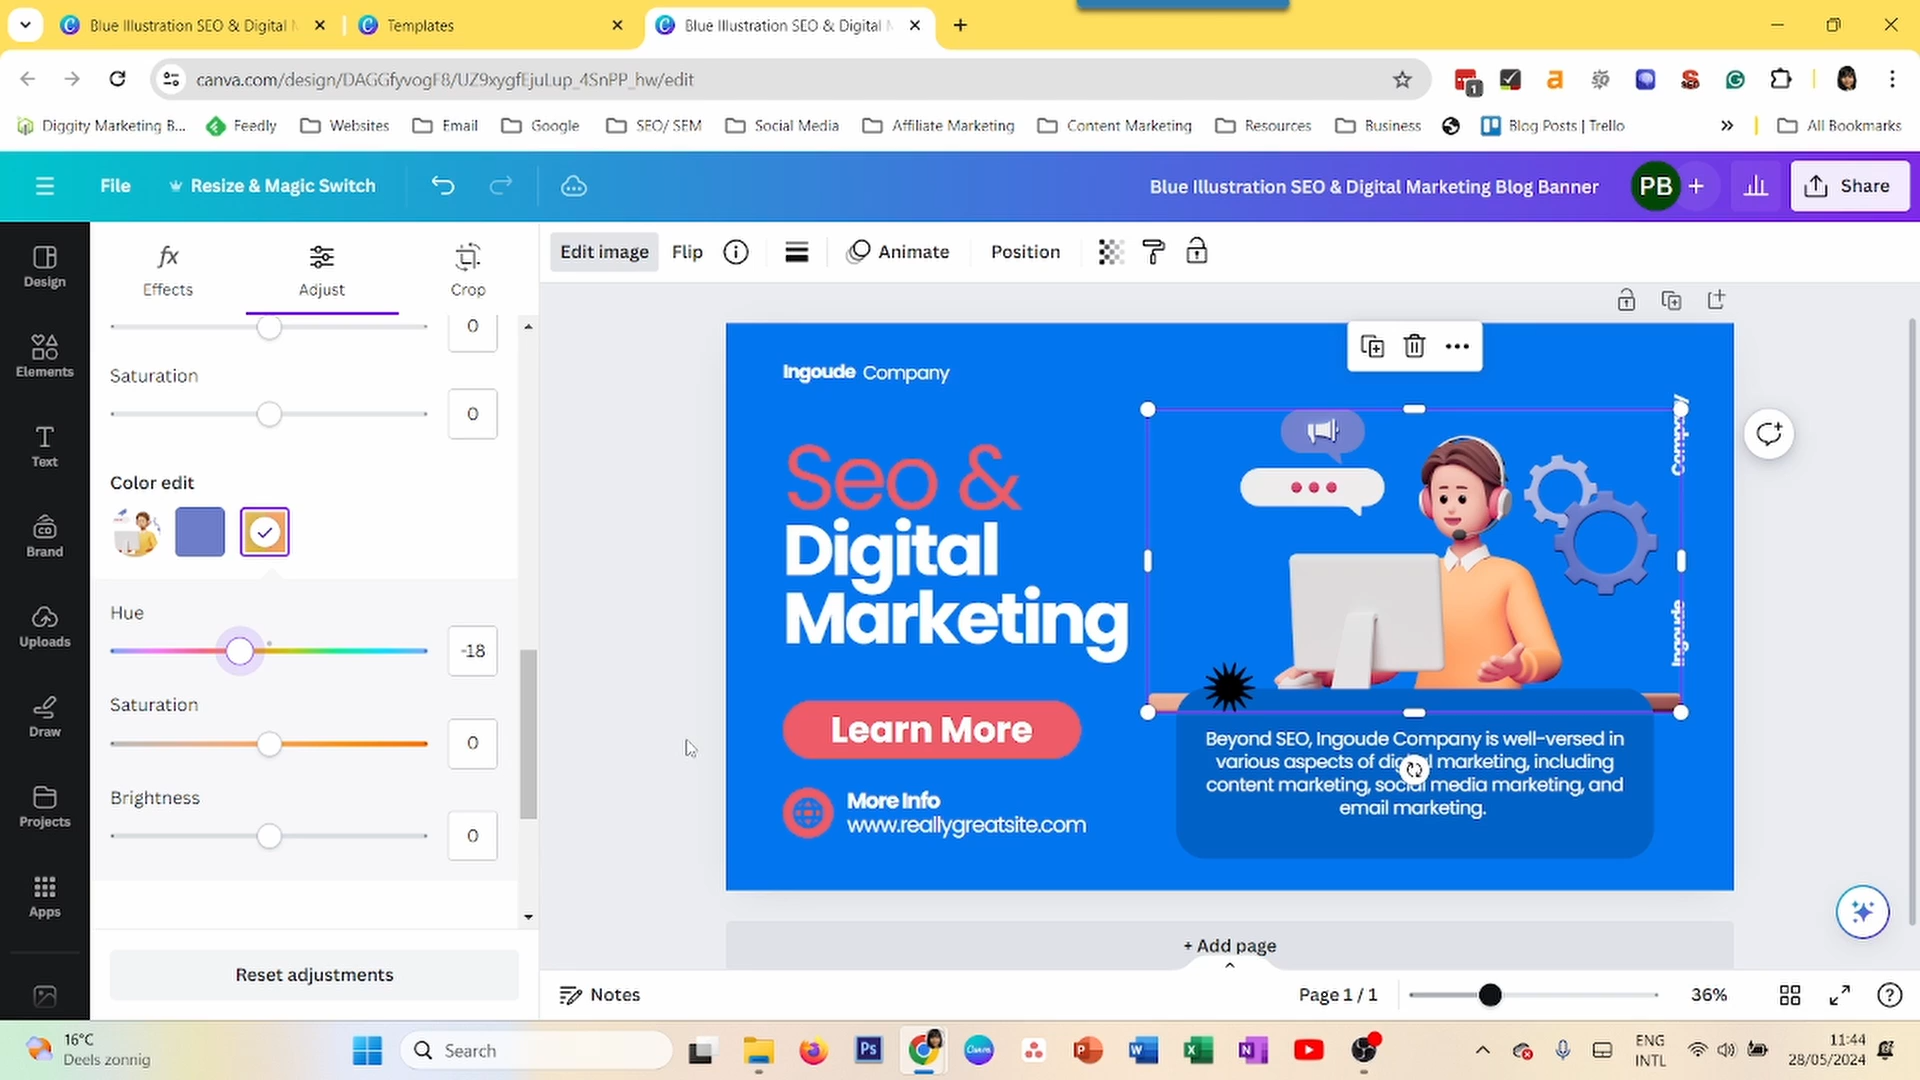 Blue Illustration SEO & Digital
Templates
Blue Illustration SEO & Digital
canva.com/design/DAGGfyvogF8/UZ9xygfEjuLup_4SnPP_hw/edit
1
Diggity Marketing B...
Feedly
Websites
Email
Google
SEO/ SEM
Social Media
Affiliate Marketing
Content Marketing
Resources
Business
Blog Posts | Trello
All Bookmarks
File
Resize & Magic Switch
Blue Illustration SEO & Digital Marketing Blog Banner
PB
Share
Design
Elements
Text
Brand
Uploads
Draw
Projects
Apps
Effects
Adjust
Crop
0
Saturation
0
Color edit
Hue
-18
Saturation
0
Brightness
0
Reset adjustments
Edit image
Flip
Animate
Position
Ingoude Company
Seo &
Digital
Marketing
Learn More
More Info
www.reallygreatsite.com
Company
Ingoude
Beyond SEO, Ingoude Company is well-versed in
various aspects of digital marketing, including
content marketing, social media marketing, and
email marketing.
+ Add page
Notes
Page 1 / 1
36%
16°C
Deels zonnig
Search
Ps
Canva
ENG
INTL
11:44
28/05/2024